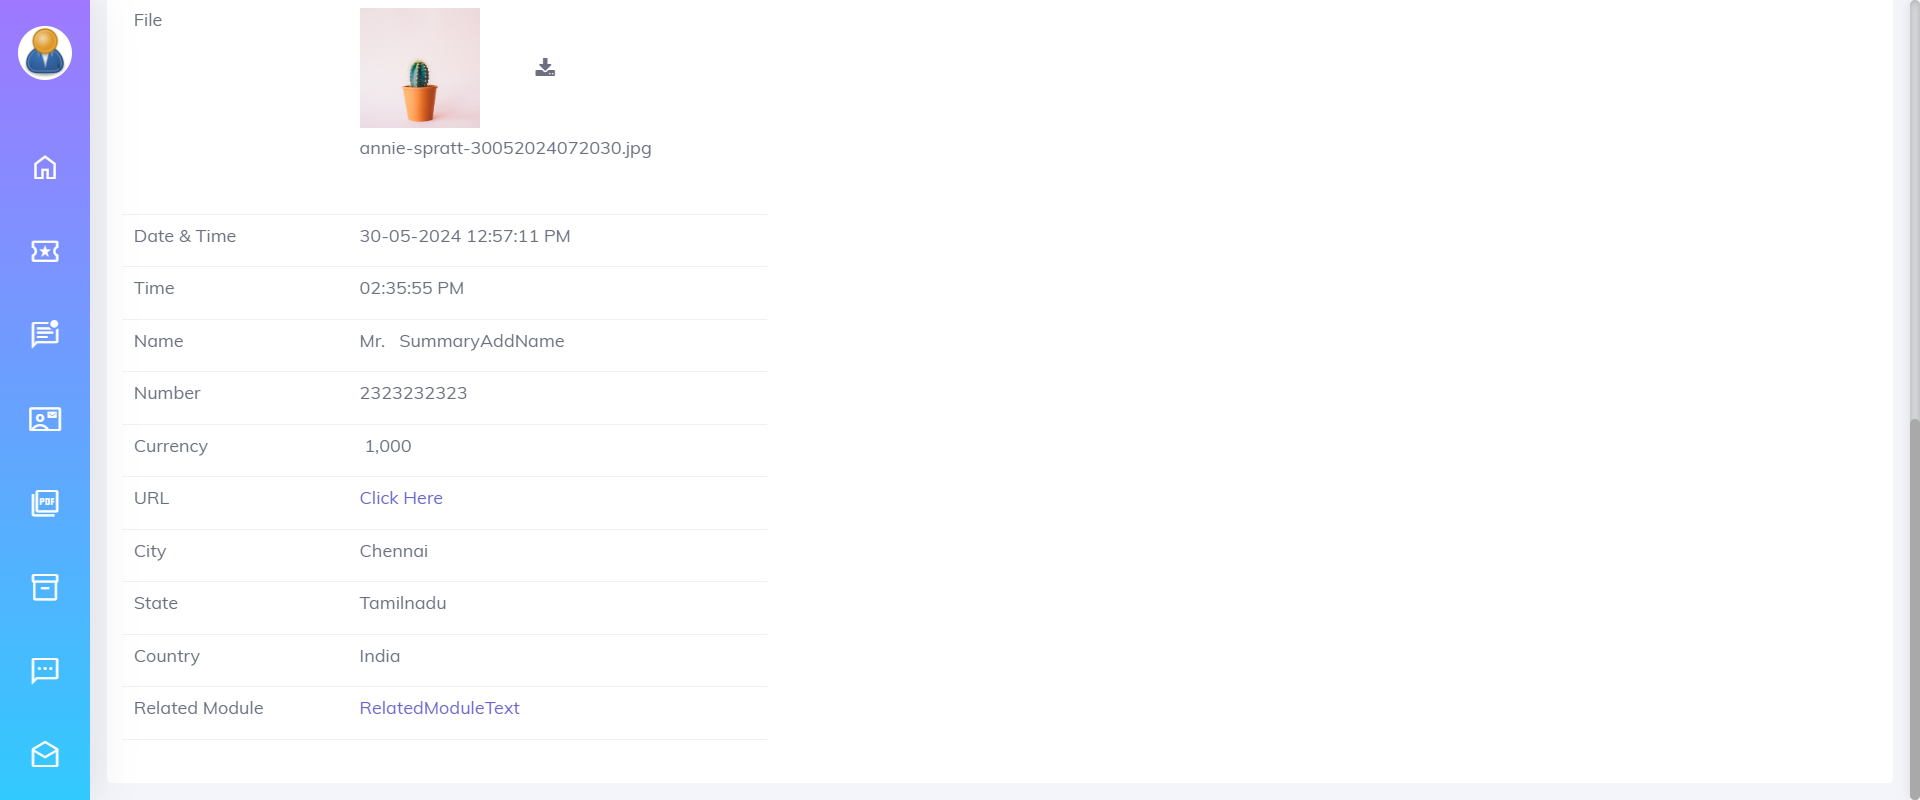 File
annie-spratt-30052024072030.jpg
Date & Time 30-05-2024 12:57:11 PM
Time 02:35:55 PM
Name Mr. SummaryAddName
Number 2323232323
Currency 1,000
URL Click Here
City Chennai
State Tamilnadu
Country India
PDF
Related Module RelatedModuleText